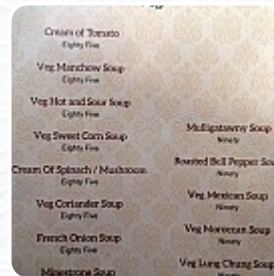 Cream of Tomato
Eighty Five
Veg Manchow Soup
Eighty Five
Veg Hot and Sour Soup
Eighty Five
Veg Sweet Corn Soup
Eighty Five
Cream Of Spinach / Mushroom
Eighty Five
Veg Coriander Soup
Eighty Five
French Onion Soup
Eighty Five
Minestrone Soup
Mulligatawny Soup
Ninety
Roasted Bell Pepper Sou
Ninety
Veg Mexican Soup
Ninety
Veg Moroccan Soup
Ninety
Veg Lung Chung Soup